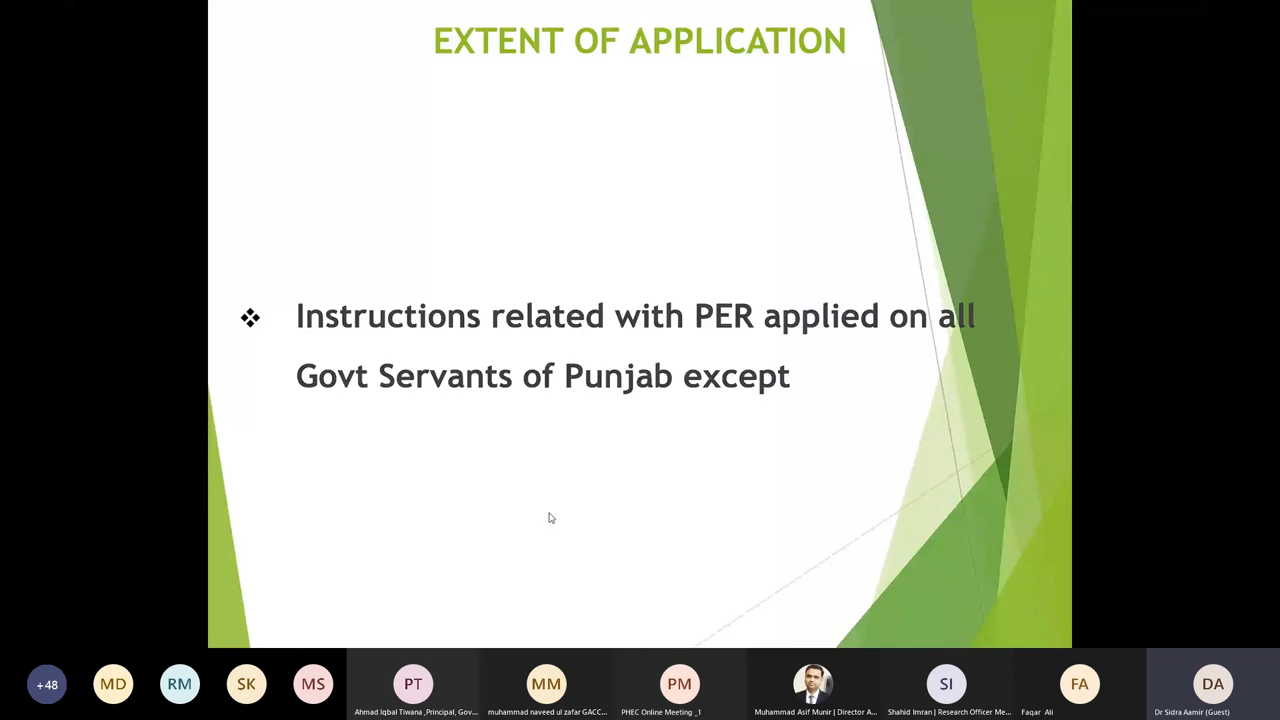 EXTENT OF APPLICATION
❖ Instructions related with PER applied on all
Govt Servants of Punjab except
+48
MD
RM
SK
MS
PT
MM
PM
SI
FA
DA
Ahmad Iqbal Tiwana ,Principal, Gov...
muhammad naveed ul zafar GACC...
PHEC Online Meeting _1
Muhammad Asif Munir | Director A...
Shahid Imran | Research Officer Me...
Faqar Ali
Dr Sidra Aamir (Guest)